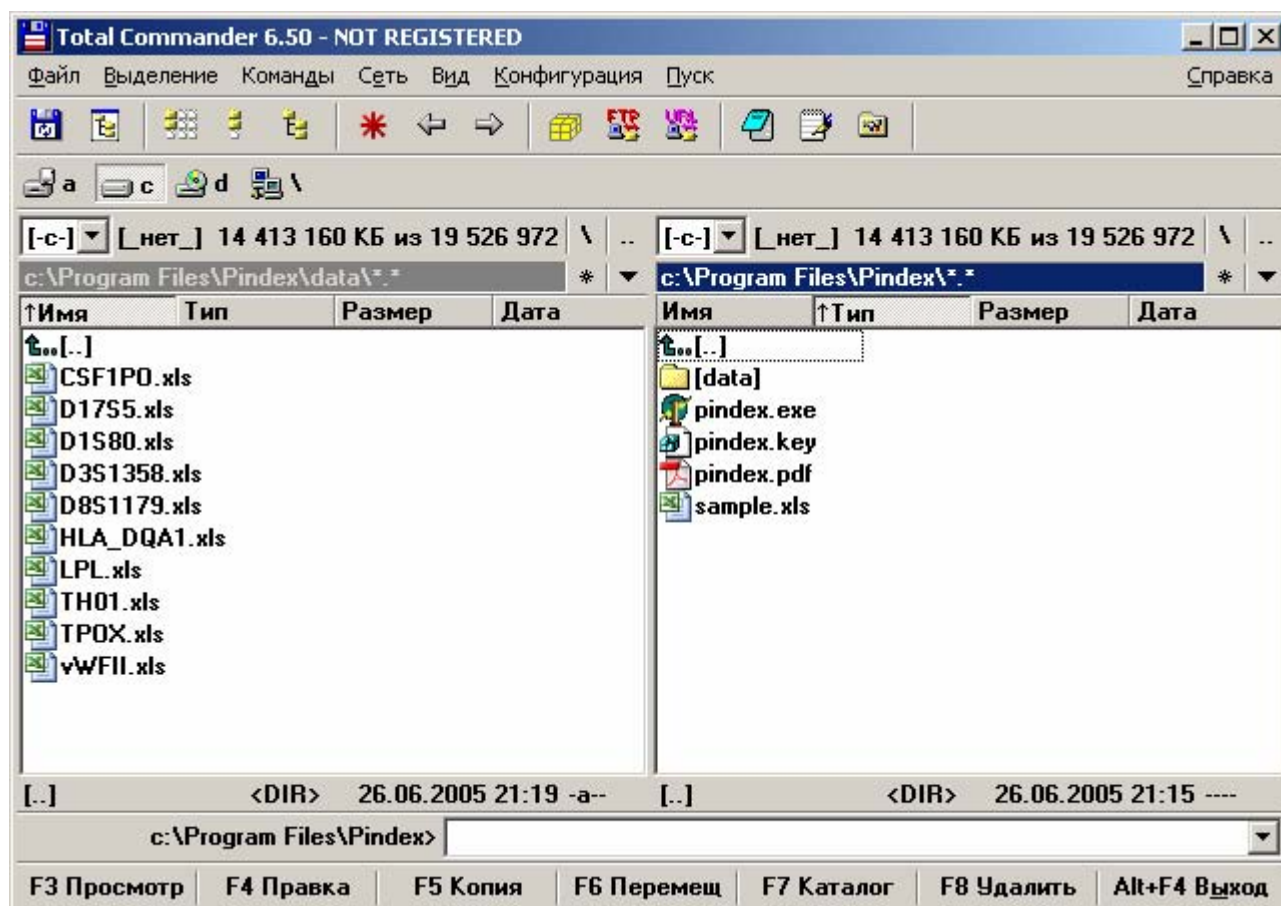 Total Commander 6.50 - NOT REGISTERED
Файл Выделение Команды Сеть Вид Конфигурация Пуск Справка
FTP URL
a c d \
[-c-] [_нет_] 14 413 160 КБ из 19 526 972 \ .. [-c-] [_нет_] 14 413 160 КБ из 19 526 972 \ ..
c:\Program Files\Pindex\data\*.* * c:\Program Files\Pindex\*.* *
↑Имя Тип Размер Дата Имя ↑Тип Размер Дата
[..]
CSF1PO.xls
D17S5.xls
D1S80.xls
D3S1358.xls
D8S1179.xls
HLA_DQA1.xls
LPL.xls
TH01.xls
TPOX.xls
vWFII.xls
[..]
[data]
pindex.exe
pindex.key
pindex.pdf
sample.xls
[..] <DIR> 26.06.2005 21:19 -a-- [..] <DIR> 26.06.2005 21:15 ----
c:\Program Files\Pindex>
F3 Просмотр F4 Правка F5 Копия F6 Перемещ F7 Каталог F8 Удалить Alt+F4 Выход